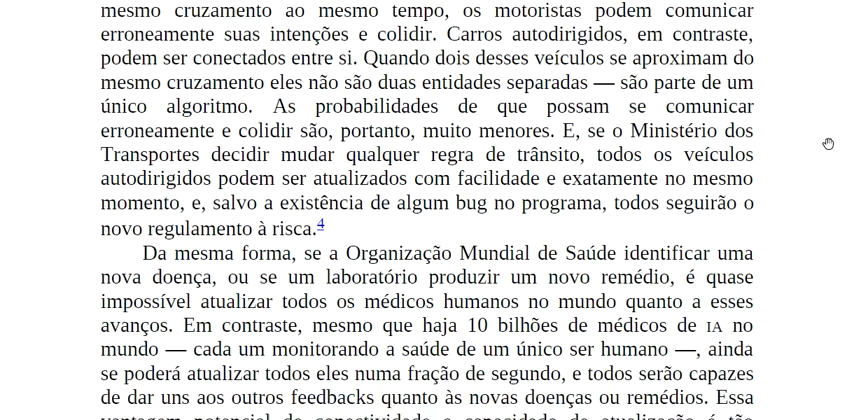 mesmo cruzamento ao mesmo tempo, os motoristas podem comunicar
erroneamente suas intenções e colidir. Carros autodirigidos, em contraste,
podem ser conectados entre si. Quando dois desses veículos se aproximam do
mesmo cruzamento eles não são duas entidades separadas — são parte de um
único algoritmo. As probabilidades de que possam se comunicar
erroneamente e colidir são, portanto, muito menores. E, se o Ministério dos
Transportes decidir mudar qualquer regra de trânsito, todos os veículos
autodirigidos podem ser atualizados com facilidade e exatamente no mesmo
momento, e, salvo a existência de algum bug no programa, todos seguirão o
novo regulamento à risca.4
Da mesma forma, se a Organização Mundial de Saúde identificar uma
nova doença, ou se um laboratório produzir um novo remédio, é quase
impossível atualizar todos os médicos humanos no mundo quanto a esses
avanços. Em contraste, mesmo que haja 10 bilhões de médicos de IA no
mundo — cada um monitorando a saúde de um único ser humano —, ainda
se poderá atualizar todos eles numa fração de segundo, e todos serão capazes
de dar uns aos outros feedbacks quanto às novas doenças ou remédios. Essa
vantagem potencial de conectividade e capacidade de atualização é tão